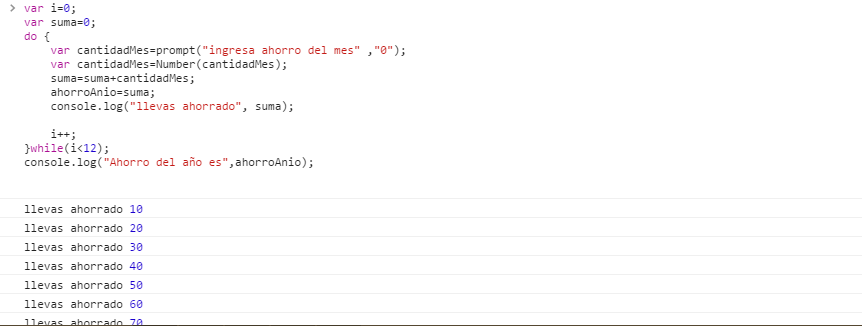 > var i=0;
var suma=0;
do {
    var cantidadMes=prompt("ingresa ahorro del mes" ,"0");
    var cantidadMes=Number(cantidadMes);
    suma=suma+cantidadMes;
    ahorroAnio=suma;
    console.log("llevas ahorrado", suma);
    i++;
}while(i<12);
console.log("Ahorro del año es",ahorroAnio);
llevas ahorrado 10
llevas ahorrado 20
llevas ahorrado 30
llevas ahorrado 40
llevas ahorrado 50
llevas ahorrado 60
llevas ahorrado 70